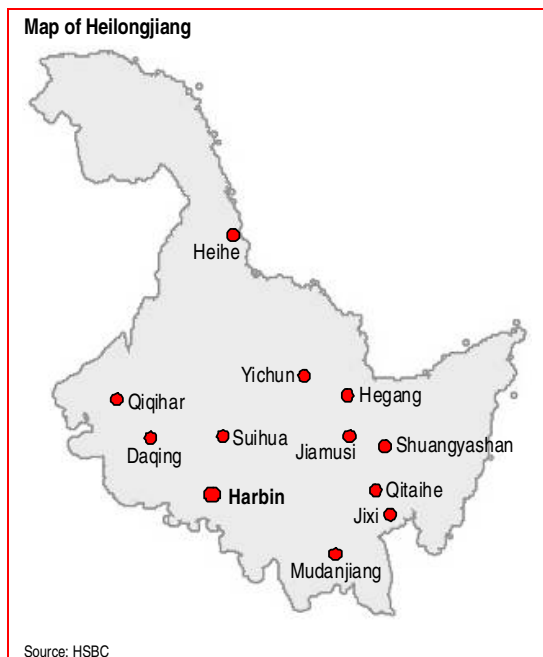 Map of Heilongjiang
Heihe
Yichun
Hegang
Qiqihar
Suihua
Jiamusi
Shuangyashan
Daqing
Harbin
Qitaihe
Jixi
Mudanjiang
Source: HSBC